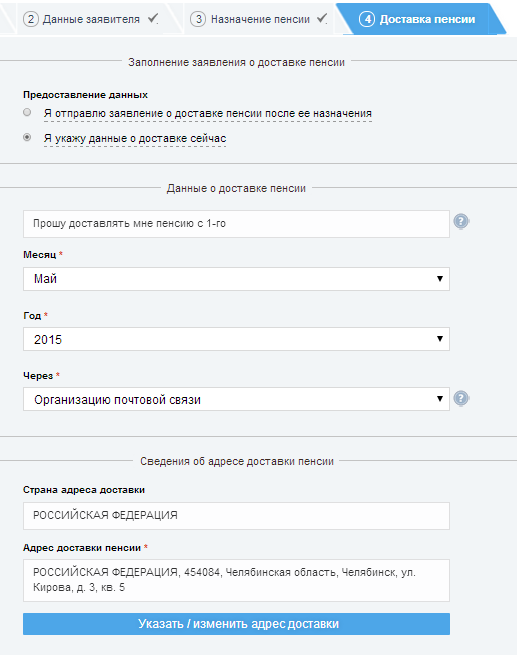 2 Данные заявителя
3 Назначение пенсии
4 Доставка пенсии
Заполнение заявления о доставке пенсии
Предоставление данных
Я отправлю заявление о доставке пенсии после ее назначения
Я укажу данные о доставке сейчас
Данные о доставке пенсии
Прошу доставлять мне пенсию с 1-го
?
Месяц *
Май
Год *
2015
Через *
Организацию почтовой связи
?
Сведения об адресе доставки пенсии
Страна адреса доставки
РОССИЙСКАЯ ФЕДЕРАЦИЯ
Адрес доставки пенсии *
РОССИЙСКАЯ ФЕДЕРАЦИЯ, 454084, Челябинская область, Челябинск, ул.
Кирова, д. 3, кв. 5
Указать / изменить адрес доставки